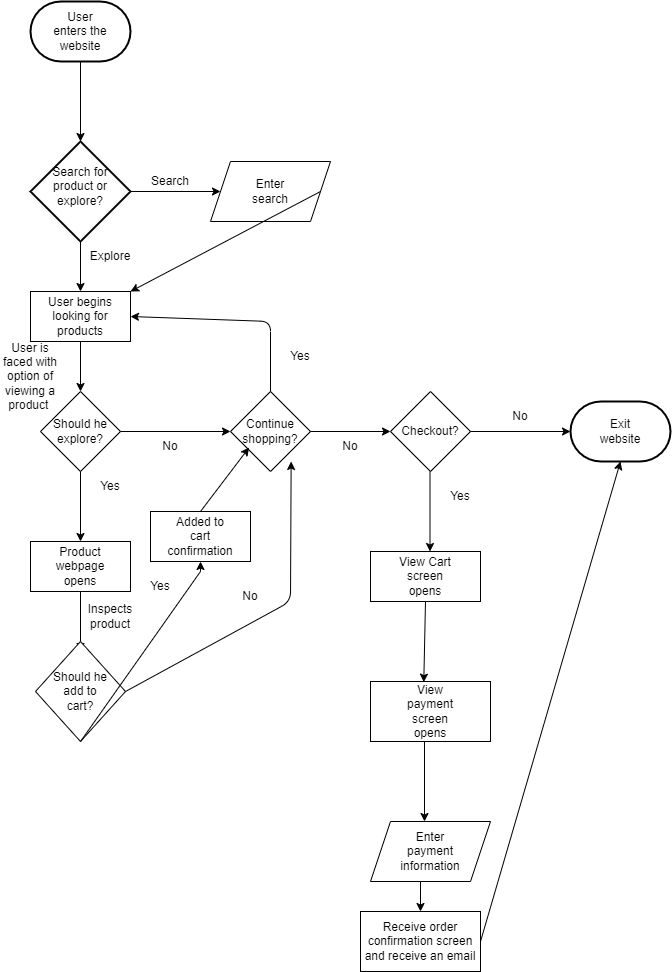 User
enters the
website
Search for
product or
explore?
Search
Enter
search
Explore
User begins
looking for
products
User is
faced with
option of
viewing a
product
Yes
Should he
explore?
No
Continue
shopping?
No
Checkout?
No
Exit
website
Yes
Yes
Added to
cart
confirmation
Product
webpage
opens
View Cart
screen
opens
Yes
No
Inspects
product
Should he
add to
cart?
View
payment
screen
opens
Enter
payment
information
Receive order
confirmation screen
and receive an email